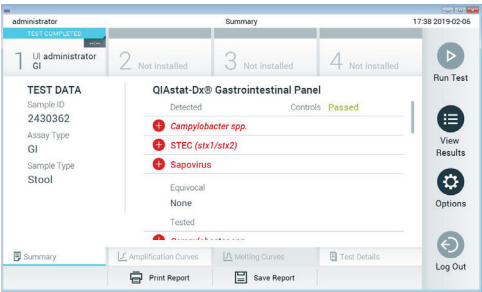 administrator Summary 17:38 2019-02-06
TEST COMPLETED
1 UI administrator GI
2 Not installed
3 Not installed
4 Not installed
Run Test
TEST DATA
Sample ID
2430362
Assay Type
GI
Sample Type
Stool
QIAstat-Dx® Gastrointestinal Panel
Detected Controls Passed
Campylobacter spp.
STEC (stx1/stx2)
Sapovirus
Equivocal
None
Tested
Campylobacter spp.
View
Results
Options
Log Out
Summary
Amplification Curves
Melting Curves
Test Details
Print Report
Save Report